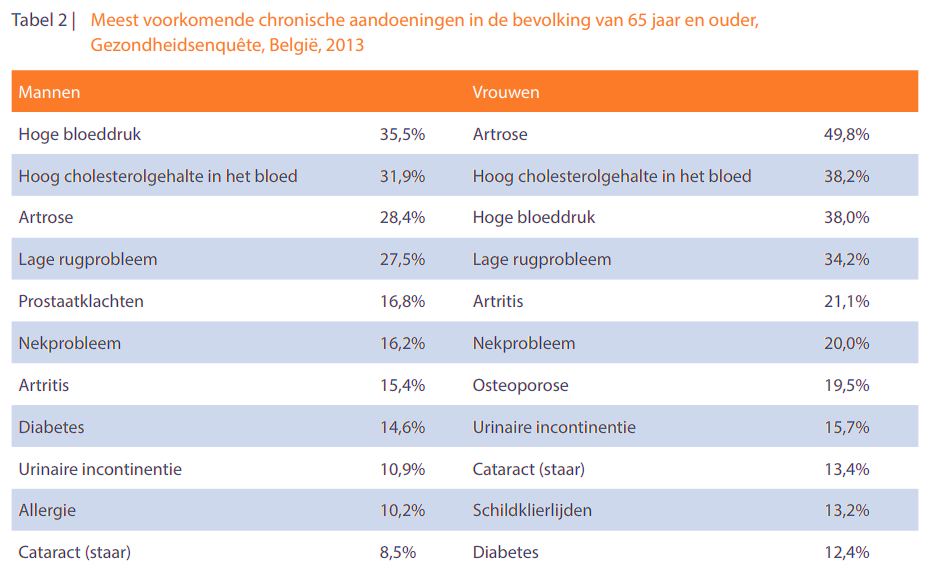 Tabel 2 | Meest voorkomende chronische aandoeningen in de bevolking van 65 jaar en ouder,
Gezondheidsenquête, België, 2013
Mannen Vrouwen
Hoge bloeddruk 35,5% Artrose 49,8%
Hoog cholesterolgehalte in het bloed 31,9% Hoog cholesterolgehalte in het bloed 38,2%
Artrose 28,4% Hoge bloeddruk 38,0%
Lage rugprobleem 27,5% Lage rugprobleem 34,2%
Prostaatklachten 16,8% Artritis 21,1%
Nekprobleem 16,2% Nekprobleem 20,0%
Artritis 15,4% Osteoporose 19,5%
Diabetes 14,6% Urinaire incontinentie 15,7%
Urinaire incontinentie 10,9% Cataract (staar) 13,4%
Allergie 10,2% Schildklierlijden 13,2%
Cataract (staar) 8,5% Diabetes 12,4%